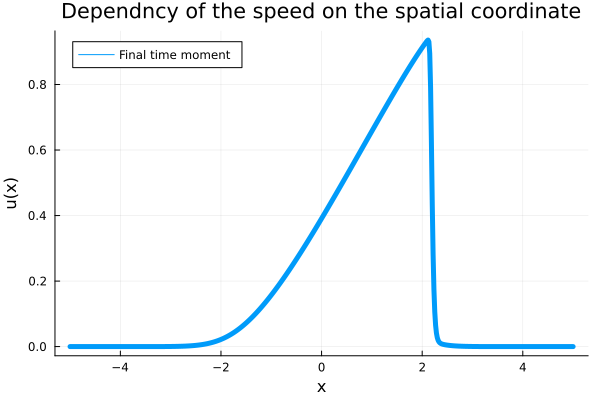 Dependncy of the speed on the spatial coordinate
Final time moment
u(x)
0.8
0.6
0.4
0.2
0.0
−4
−2
0
2
4
x